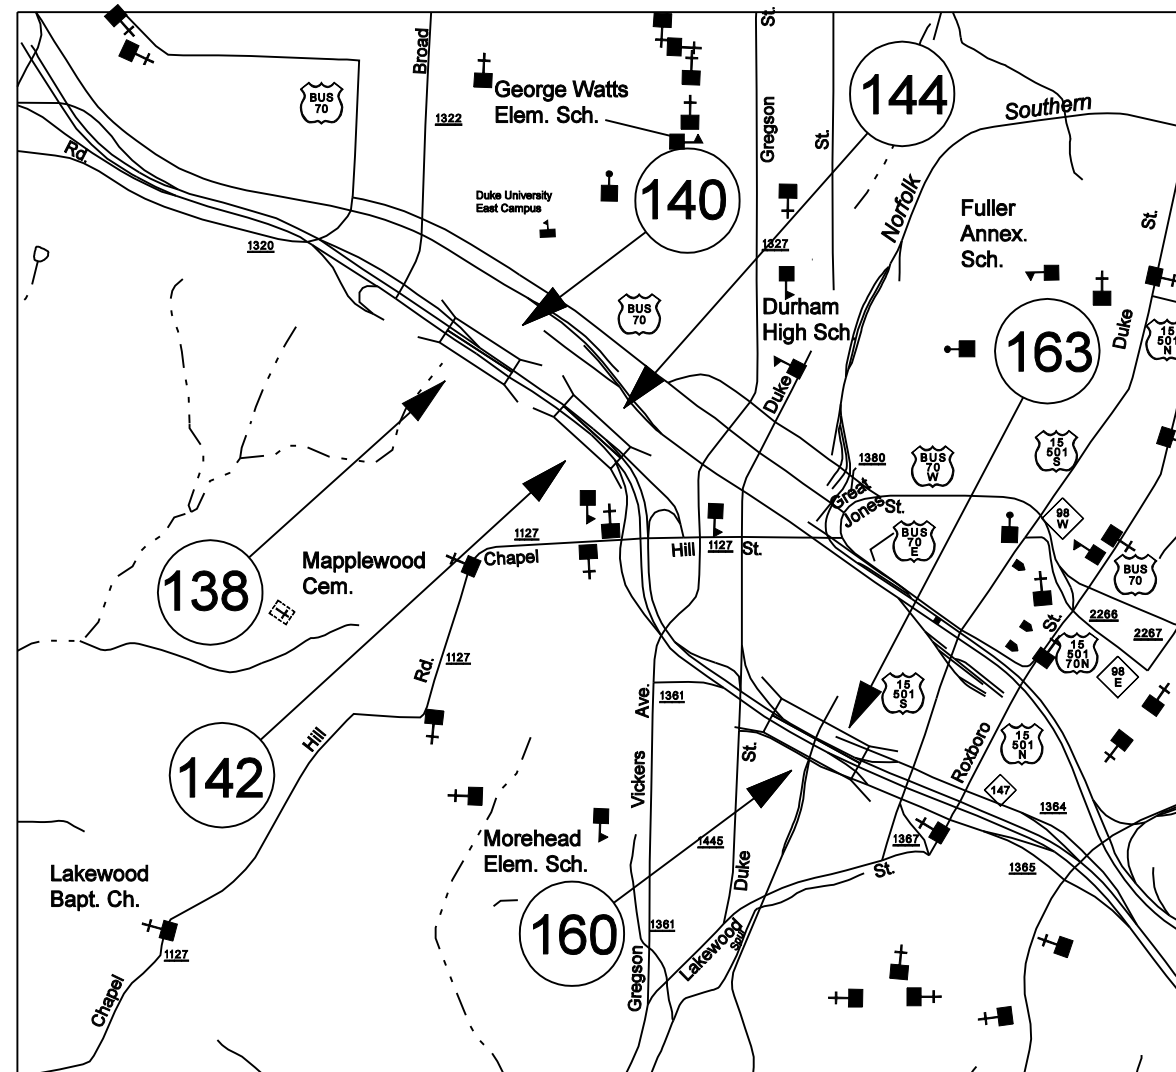 St.
Broad
BUS
70
George Watts
Elem. Sch.
1322
Gregson
St.
144
Southern
Rd.
Duke University
East Campus
140
Norfolk
Fuller
Annex.
Sch.
St.
1320
1327
BUS
70
Durham
High Sch.
Duke
15
501
N
163
Duke
15
501
S
1380
BUS
70
W
Great
Jones
St.
98
W
BUS
70
E
BUS
70
1127
Chapel
Hill
1127
St.
Mapplewood
Cem.
138
2266
2267
St.
15
501
70N
98
E
Rd.
1127
Ave.
1361
15
501
S
Hill
142
St.
Roxboro
15
501
N
147
1364
Vickers
Morehead
Elem. Sch.
1445
1367
1365
Duke
St.
Lakewood
Bapt. Ch.
160
1361
Lakewood
1127
Gregson
Chapel